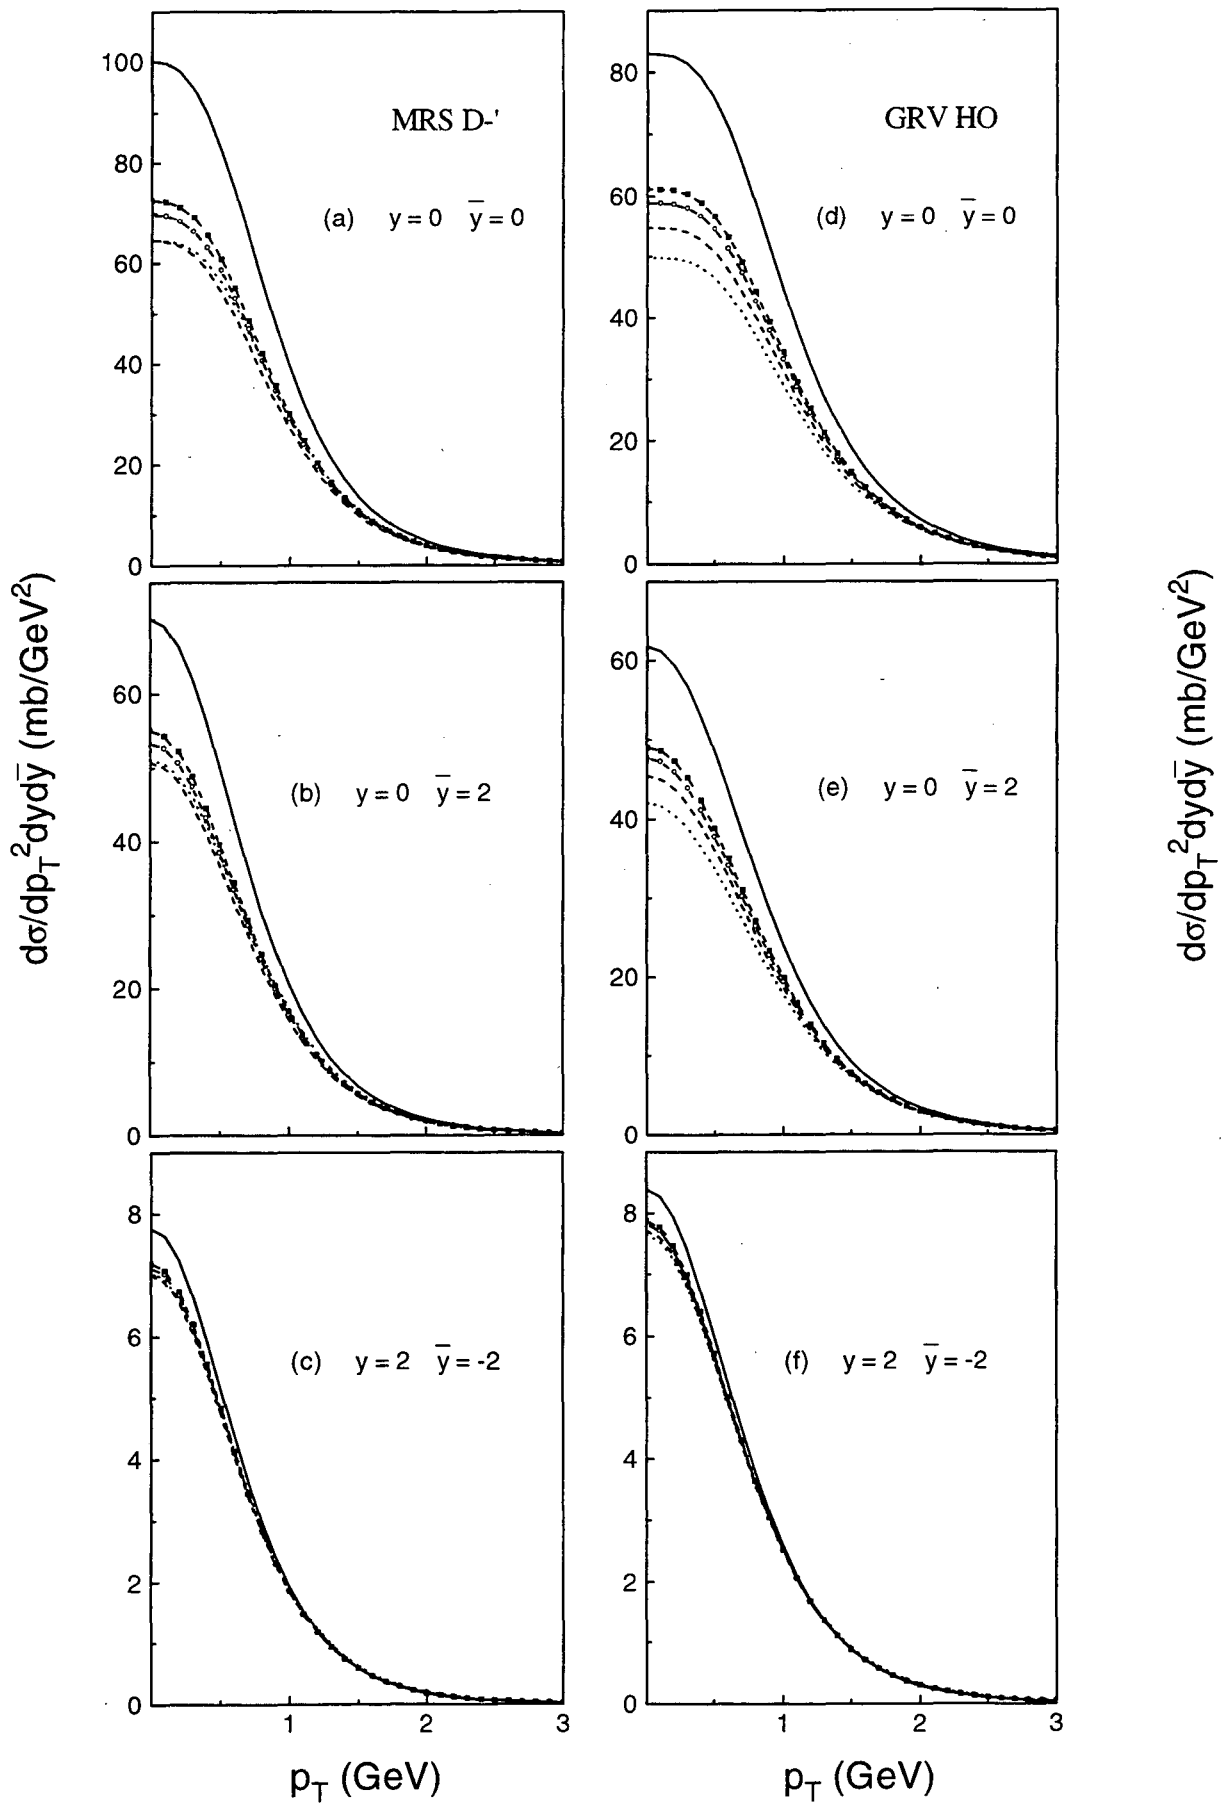 100
80
60
40
20
0
MRS D-'
(a) y = 0 ȳ = 0
80
60
40
20
0
GRV HO
(d) y = 0 ȳ = 0
60
40
20
0
(b) y = 0 ȳ = 2
60
40
20
0
(e) y = 0 ȳ = 2
8
6
4
2
0
(c) y = 2 ȳ = -2
1
2
3
8
6
4
2
0
(f) y = 2 ȳ = -2
1
2
3
dσ/dp_T²dydȳ (mb/GeV²)
dσ/dp_T²dydȳ (mb/GeV²)
p_T (GeV)
p_T (GeV)